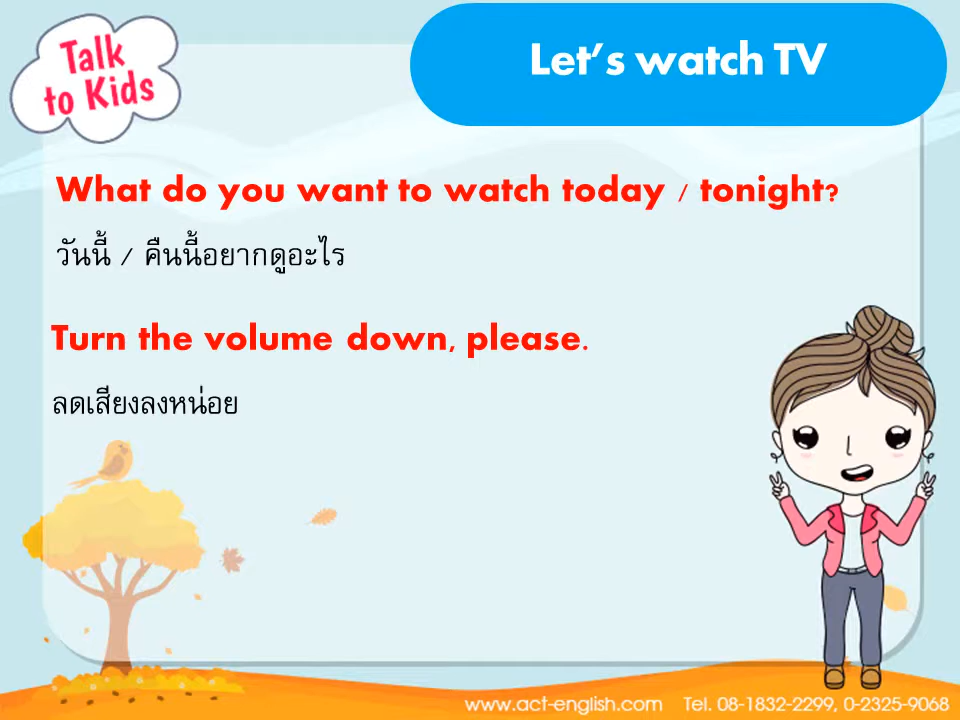 Talk
to Kids
Let's watch TV
What do you want to watch today / tonight?
วันนี้ / คืนนี้อยากดูอะไร
Turn the volume down, please.
ลดเสียงลงหน่อย
www.act-english.com Tel. 08-1832-2299, 0-2325-9068